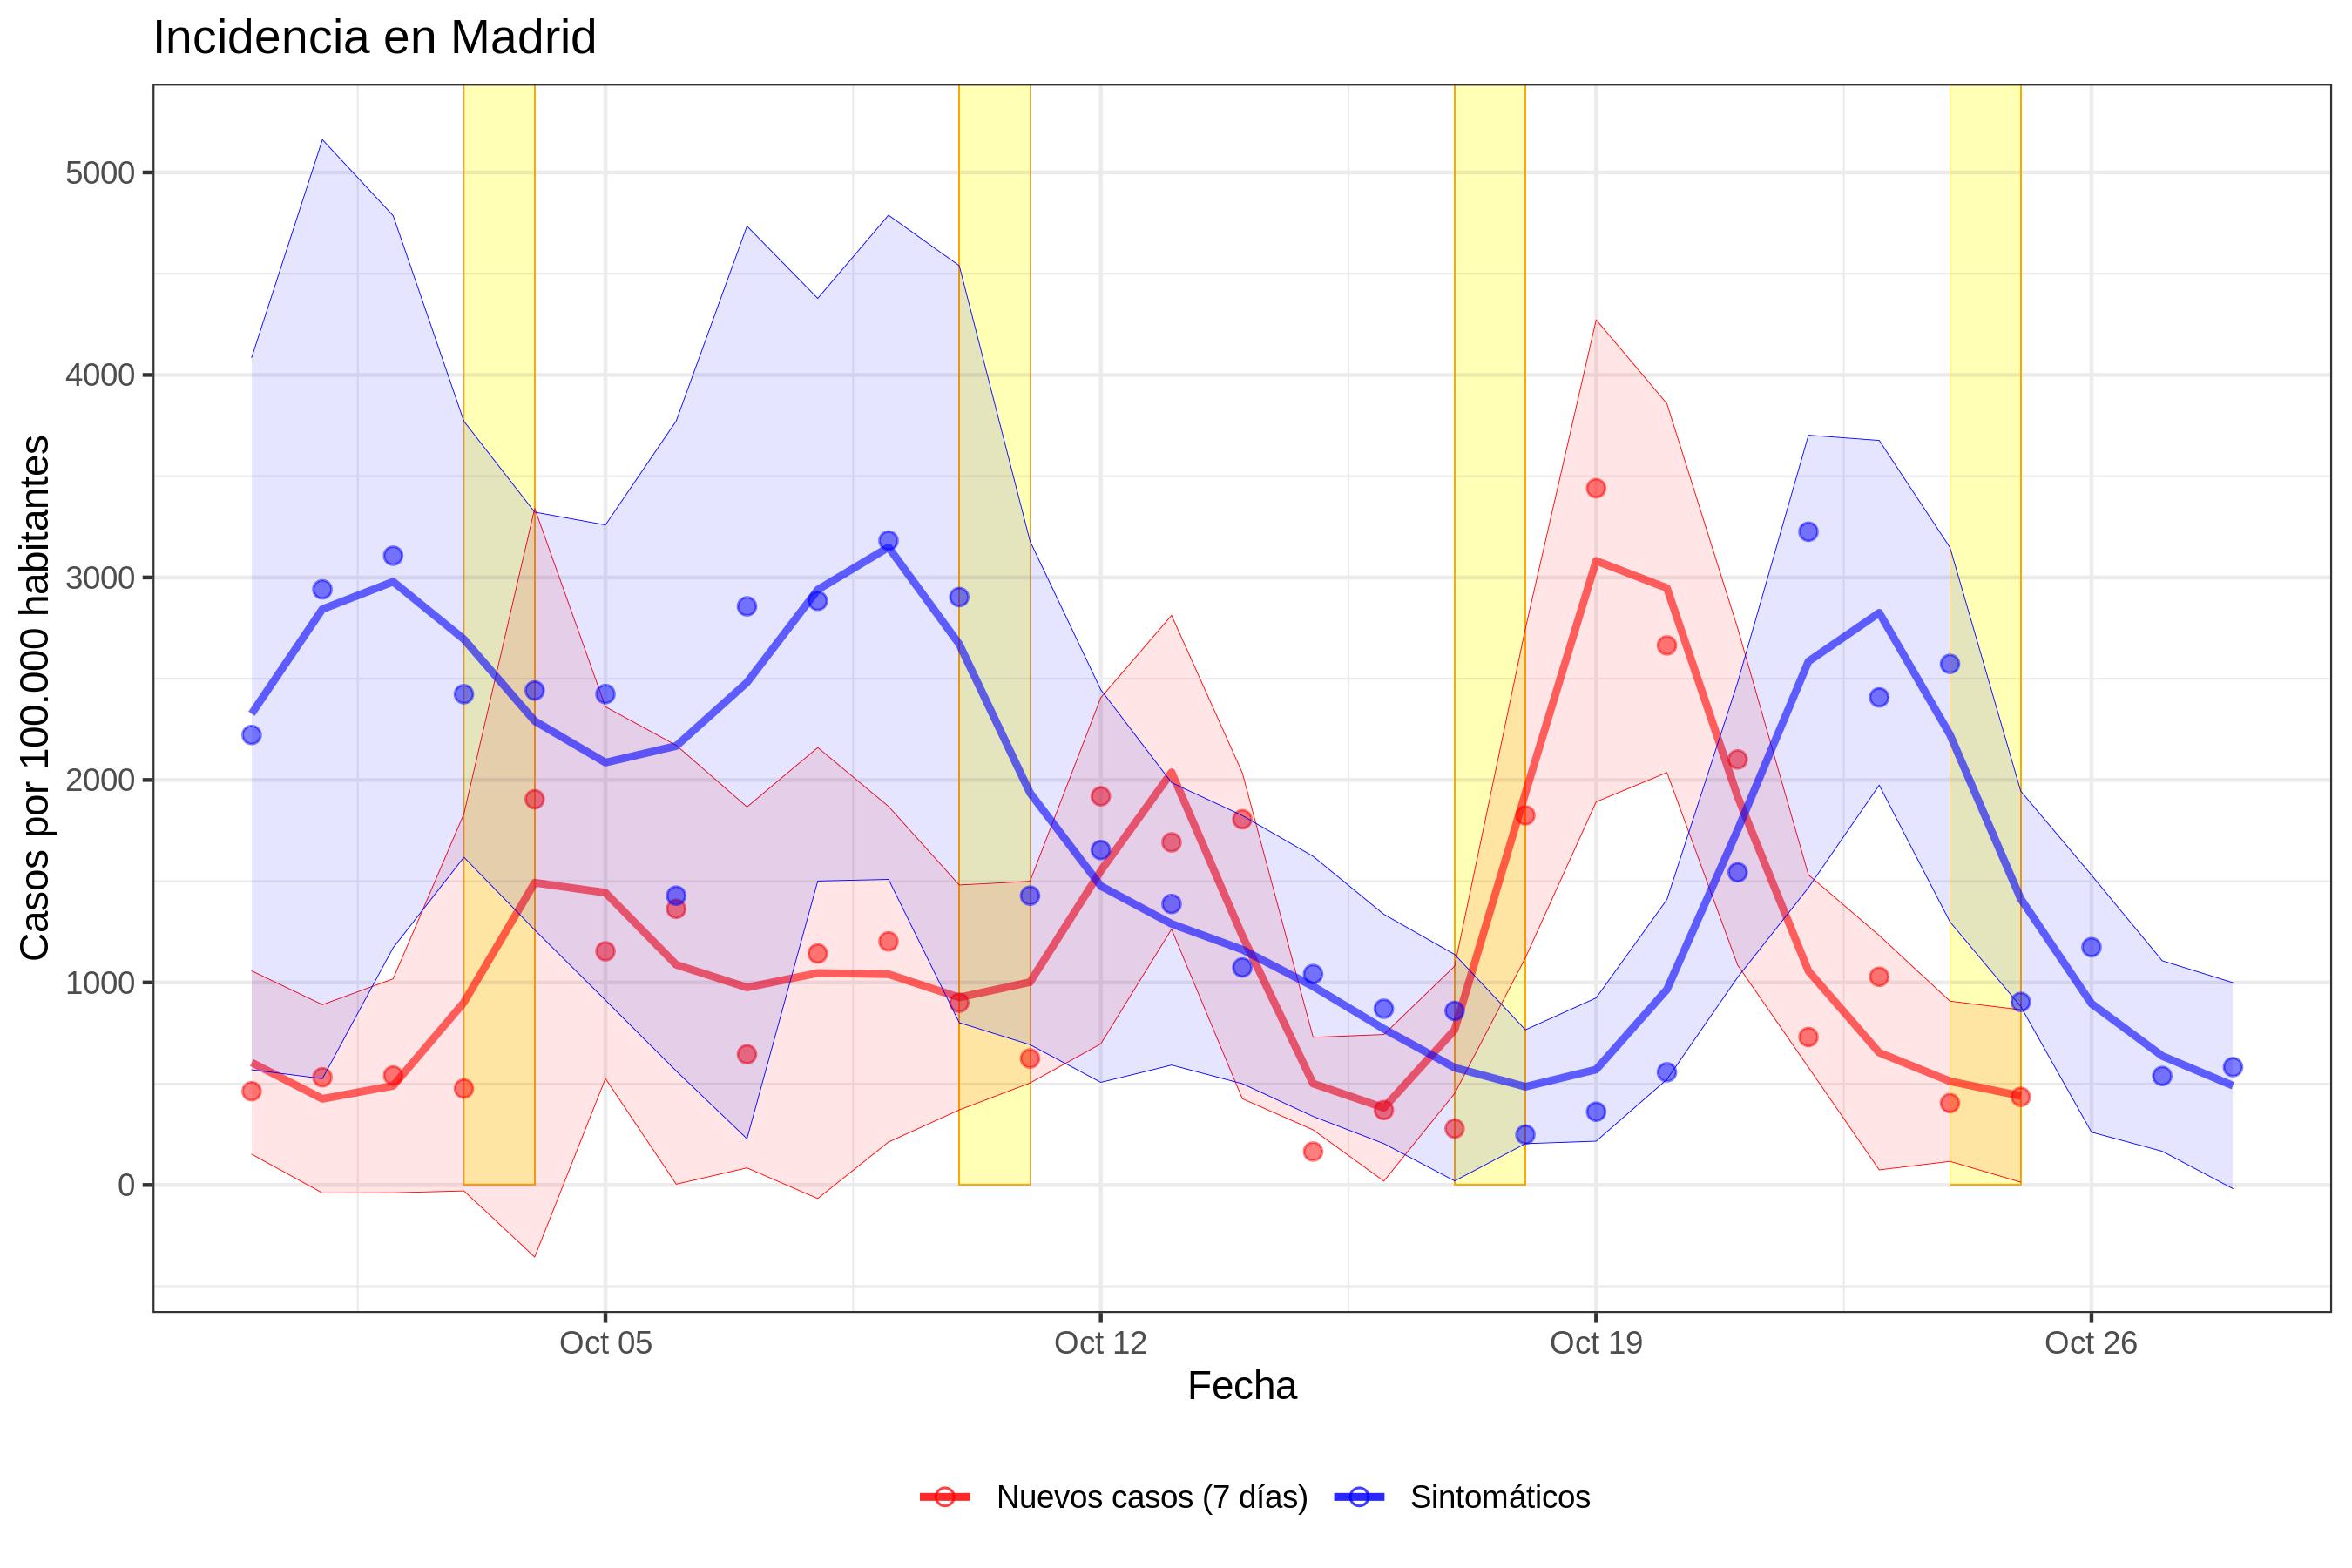 Incidencia en Madrid
Casos por 100.000 habitantes
5000
4000
3000
2000
1000
0
Oct 05 Oct 12 Oct 19 Oct 26
Fecha
Nuevos casos (7 días) Sintomáticos